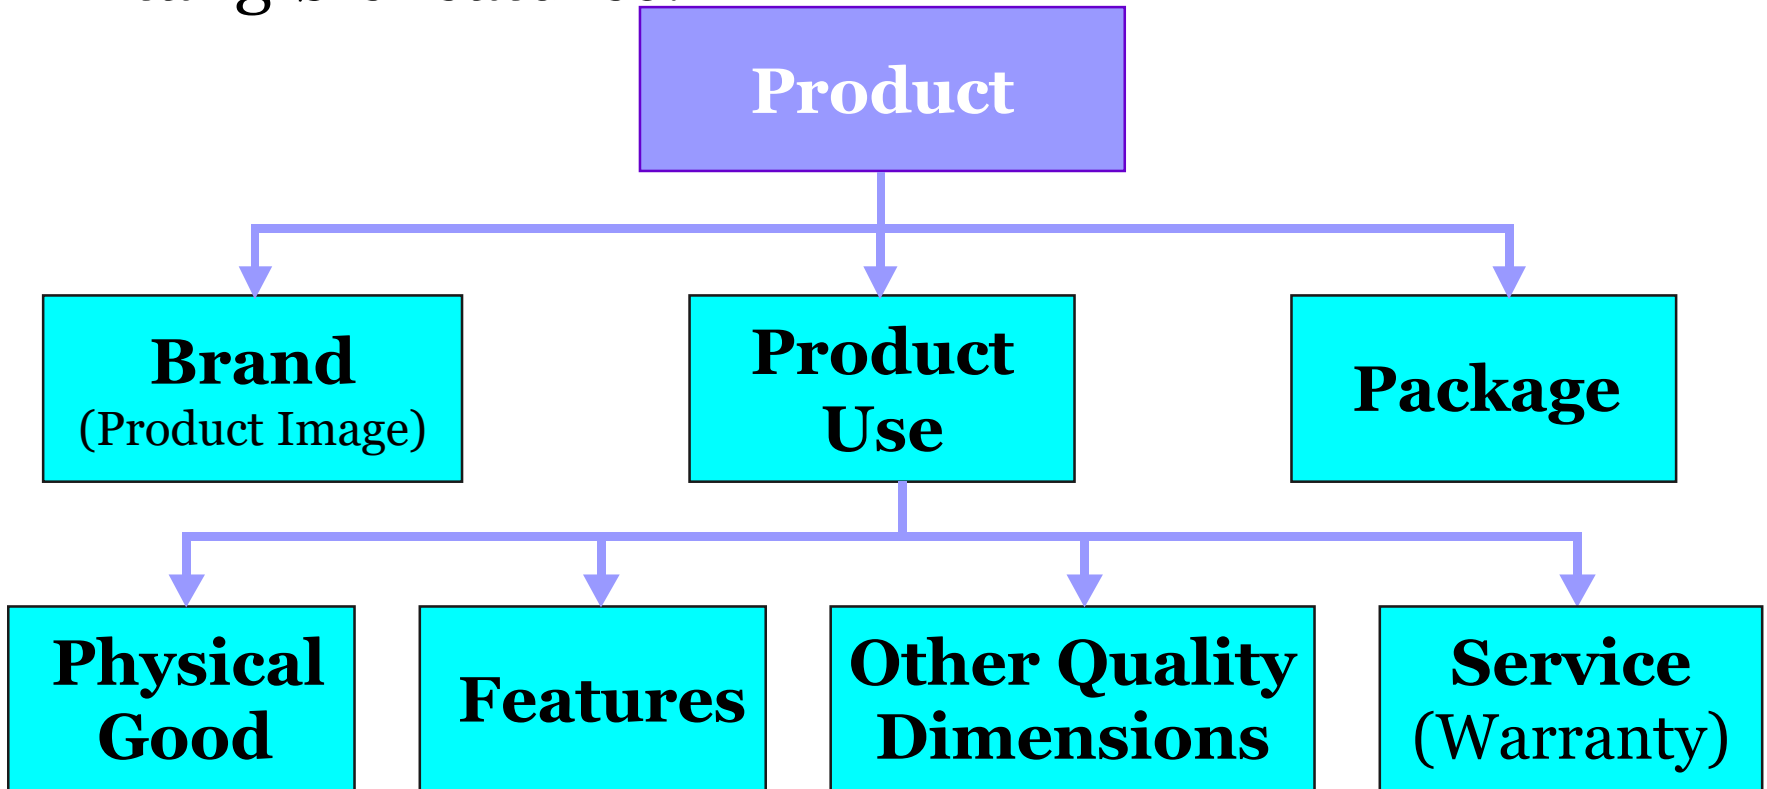 Product
Brand
(Product Image)
Product
Use
Package
Physical
Good
Features
Other Quality
Dimensions
Service
(Warranty)